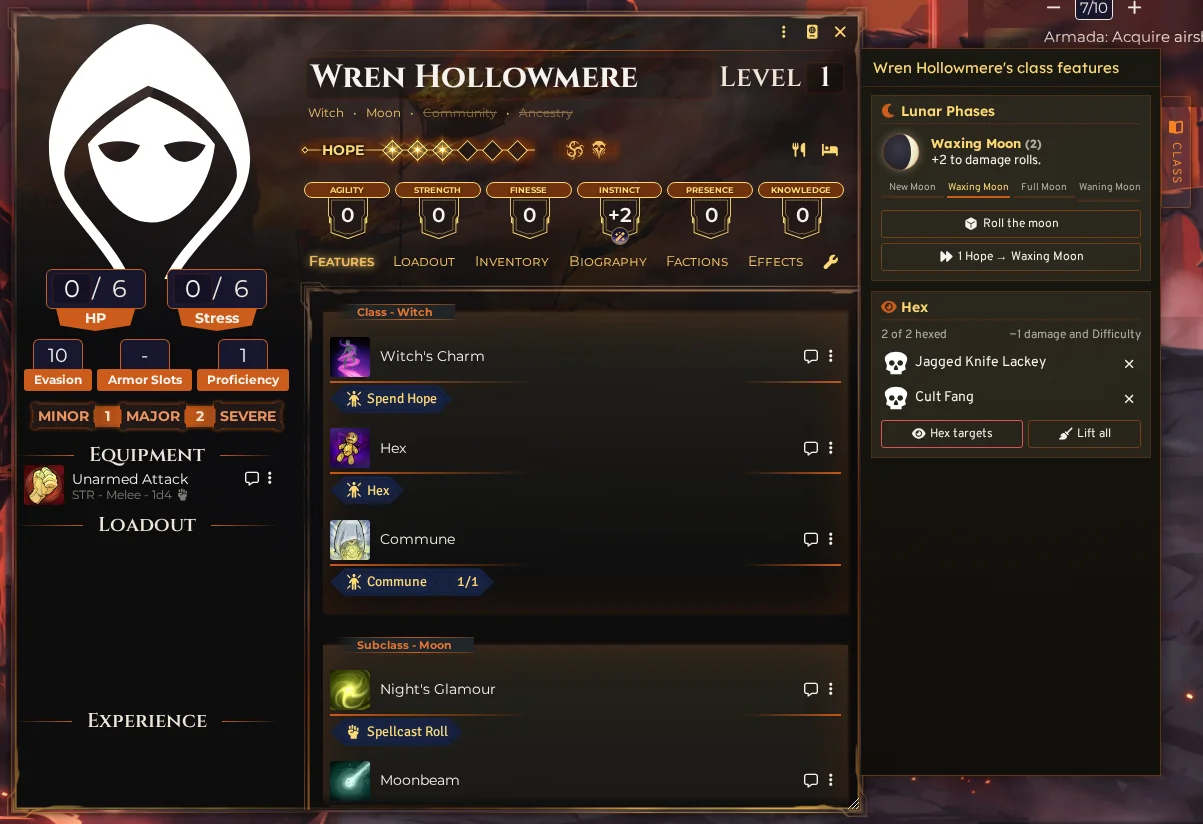 7/10
Armada: Acquire airsh
Wren Hollowmere
Level 1
Witch · Moon · Community · Ancestry
HOPE
AGILITY STRENGTH FINESSE INSTINCT PRESENCE KNOWLEDGE
0 0 0 +2 0 0
Features Loadout Inventory Biography Factions Effects
0 / 6 0 / 6
HP Stress
10 - 1
Evasion Armor Slots Proficiency
MINOR 1 MAJOR 2 SEVERE
Equipment
Unarmed Attack
STR - Melee - 1d4
Loadout
Experience
Class - Witch
Witch's Charm
Spend Hope
Hex
Hex
Commune
Commune 1/1
Subclass - Moon
Night's Glamour
Spellcast Roll
Moonbeam
Wren Hollowmere's class features
Lunar Phases
Waxing Moon (2)
+2 to damage rolls.
New Moon Waxing Moon Full Moon Waning Moon
Roll the moon
1 Hope → Waxing Moon
Hex
2 of 2 hexed −1 damage and Difficulty
Jagged Knife Lackey
Cult Fang
Hex targets Lift all
CLASS